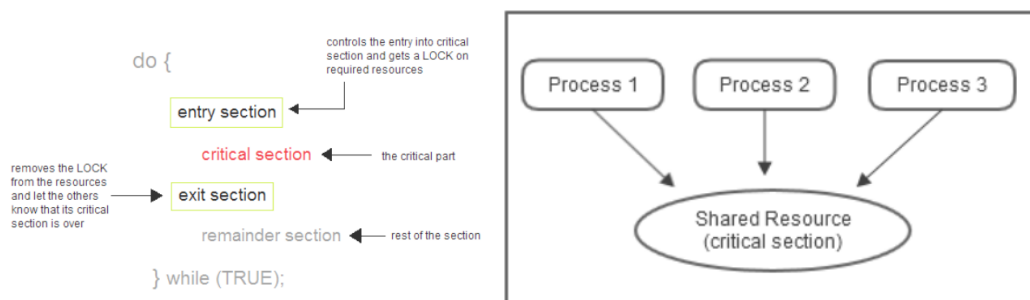 do {
controls the entry into critical
section and gets a LOCK on
required resources
entry section
critical section
the critical part
removes the LOCK
from the resources
and let the others
know that its critical
section is over
exit section
remainder section
rest of the section
} while (TRUE);
Process 1
Process 2
Process 3
Shared Resource
(critical section)